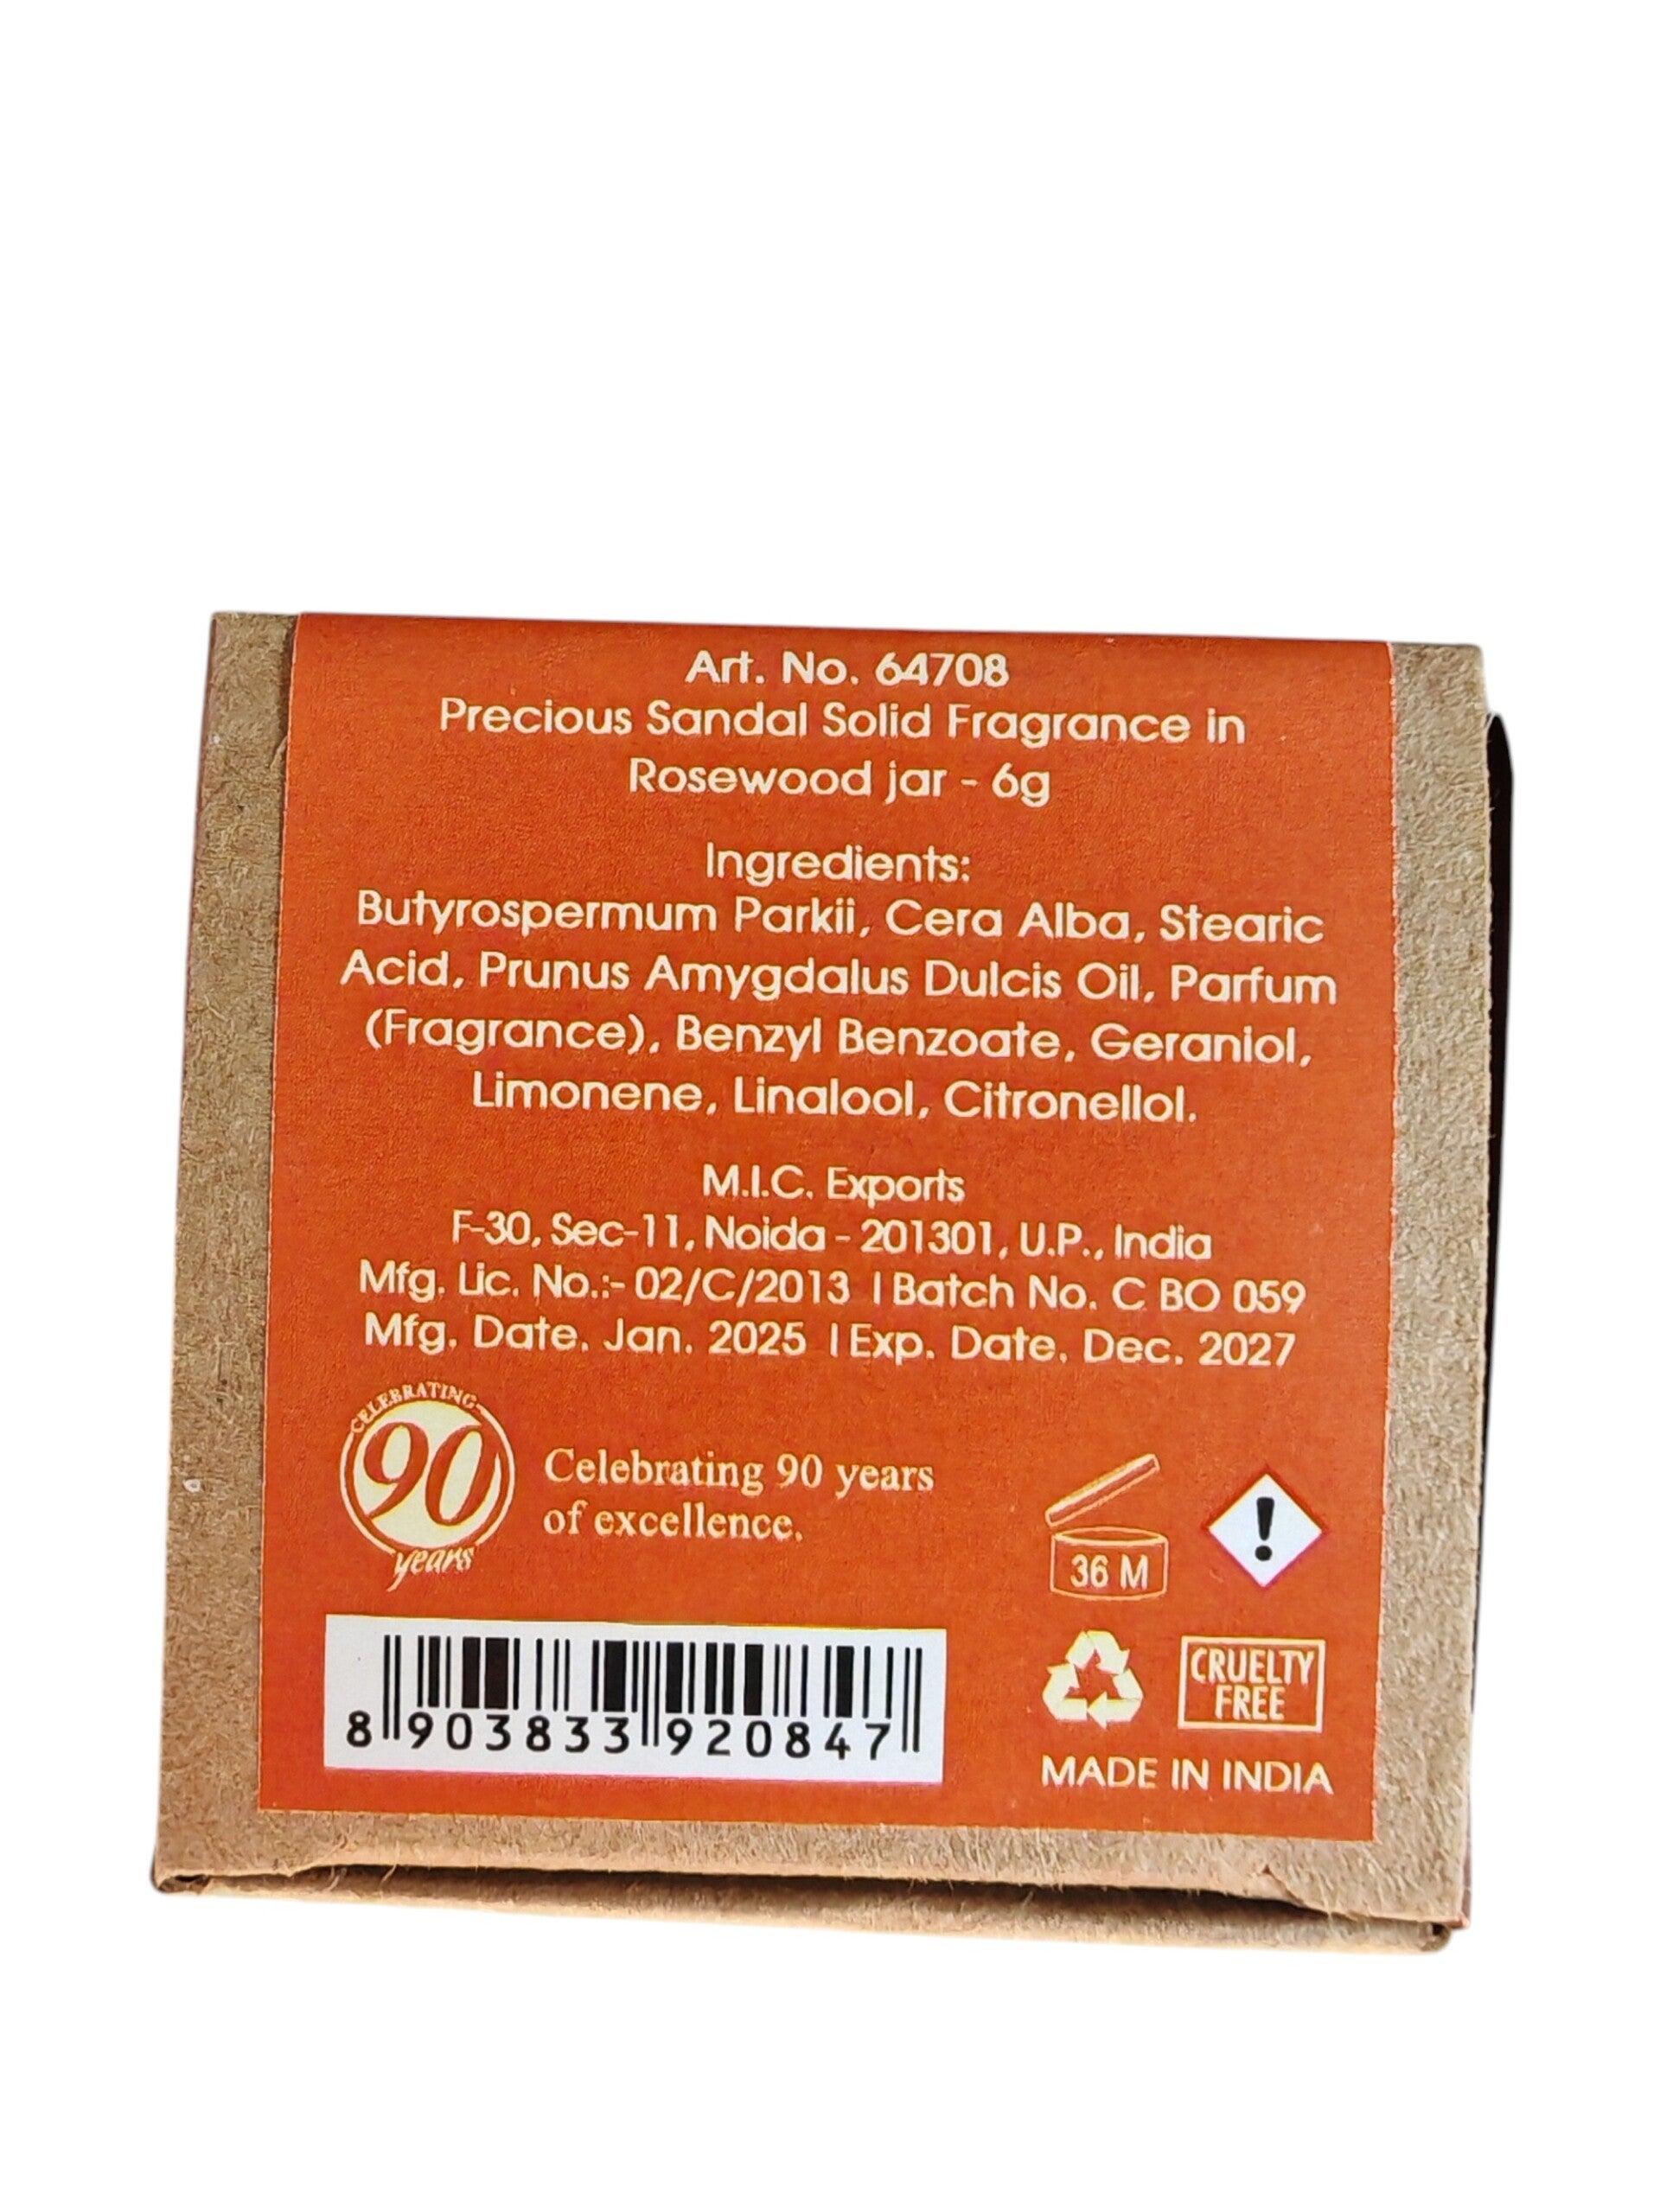 Art. No. 64708
Precious Sandal Solid Fragrance in
Rosewood jar - 6g
Ingredients:
Butyrospermum Parkii, Cera Alba, Stearic
Acid, Prunus Amygdalus Dulcis Oil, Parfum
(Fragrance), Benzyl Benzoate, Geraniol,
Limonene, Linalool, Citronellol.
M.I.C. Exports
F-30, Sec-11, Noida - 201301, U.P., India
Mfg. Lic. No.:- 02/C/2013 | Batch No. C BO 059
Mfg. Date. Jan. 2025 | Exp. Date. Dec. 2027
CELEBRATING
90
years
Celebrating 90 years
of excellence.
36 M
!
8 903833 920847
CRUELTY
FREE
MADE IN INDIA